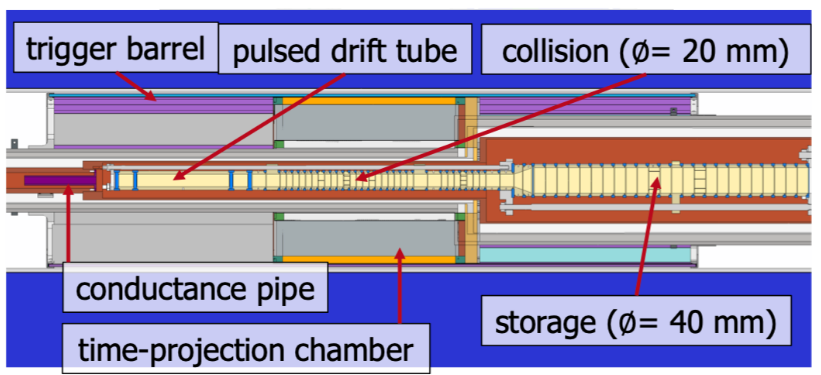 trigger barrel
pulsed drift tube
collision (ø= 20 mm)
conductance pipe
time-projection chamber
storage (ø= 40 mm)